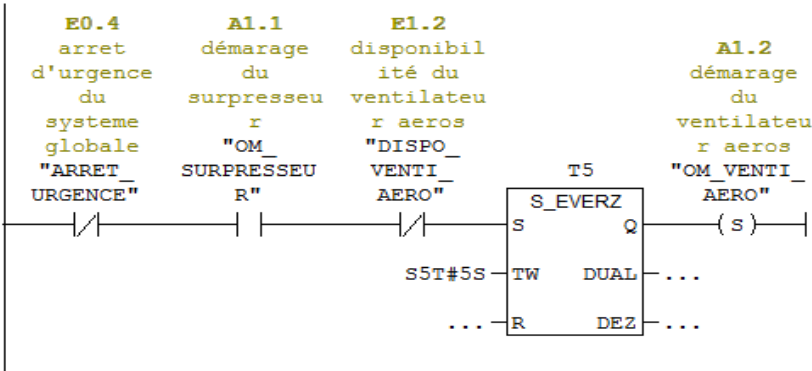 E0.4
arret
d'urgence
du
systeme
globale
"ARRET_
URGENCE"
A1.1
démarage
du
surpresseu
r
"OM_
SURPRESSEU
R"
E1.2
disponibil
ité du
ventilateu
r aeros
"DISPO_
VENTI_
AERO"
T5
S_EVERZ
S
Q
S5T#5S
TW
DUAL
...
...
R
DEZ
...
A1.2
démarage
du
ventilateu
r aeros
"OM_VENTI_
AERO"
S